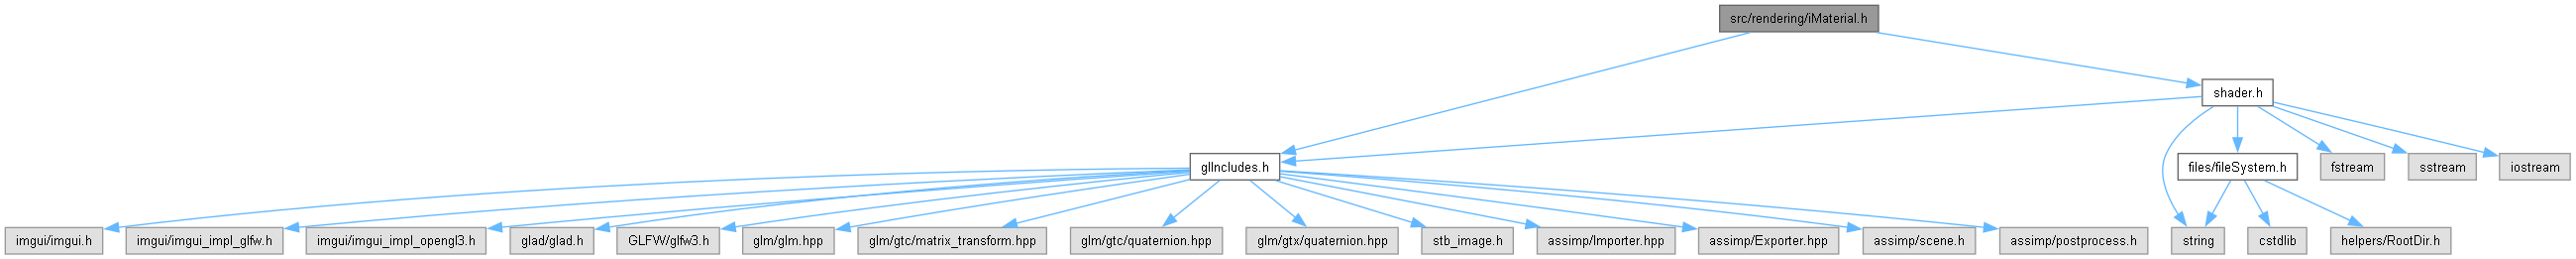 src/rendering/iMaterial.h
shader.h
glIncludes.h
files/fileSystem.h
fstream
sstream
iostream
imgui/imgui.h
imgui/imgui_impl_glfw.h
imgui/imgui_impl_opengl3.h
glad/glad.h
GLFW/glfw3.h
glm/glm.hpp
glm/gtc/matrix_transform.hpp
glm/gtc/quaternion.hpp
glm/gtx/quaternion.hpp
stb_image.h
assimp/Importer.hpp
assimp/Exporter.hpp
assimp/scene.h
assimp/postprocess.h
string
cstdlib
helpers/RootDir.h